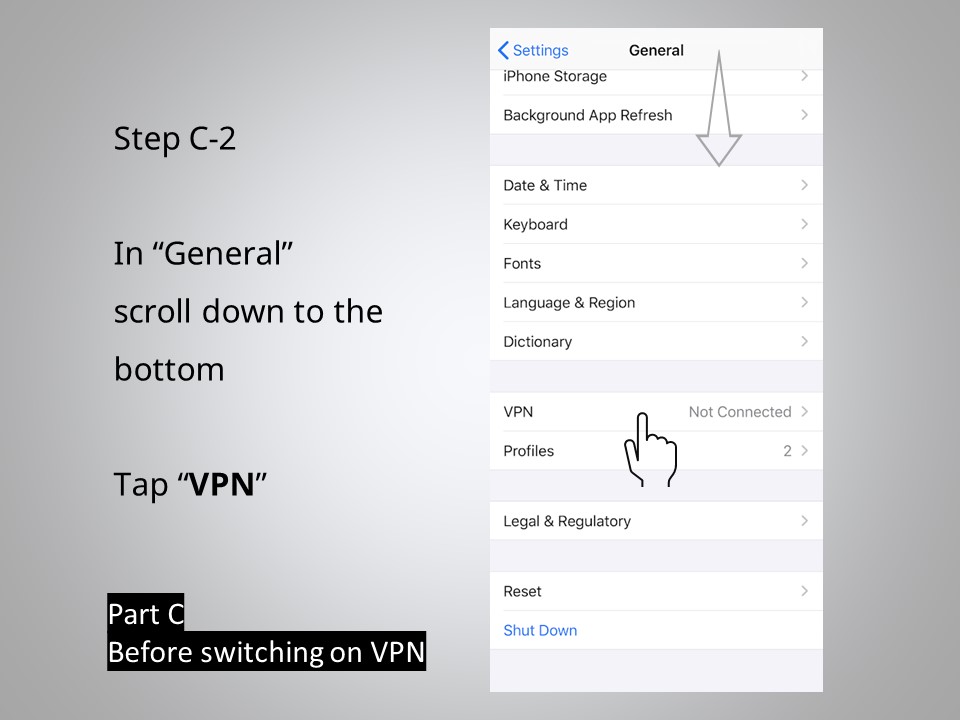 Step C-2
In “General”
scroll down to the
bottom
Tap “VPN”
Part C
Before switching on VPN
Settings
General
iPhone Storage
Background App Refresh
Date & Time
Keyboard
Fonts
Language & Region
Dictionary
VPN Not Connected
Profiles 2
Legal & Regulatory
Reset
Shut Down